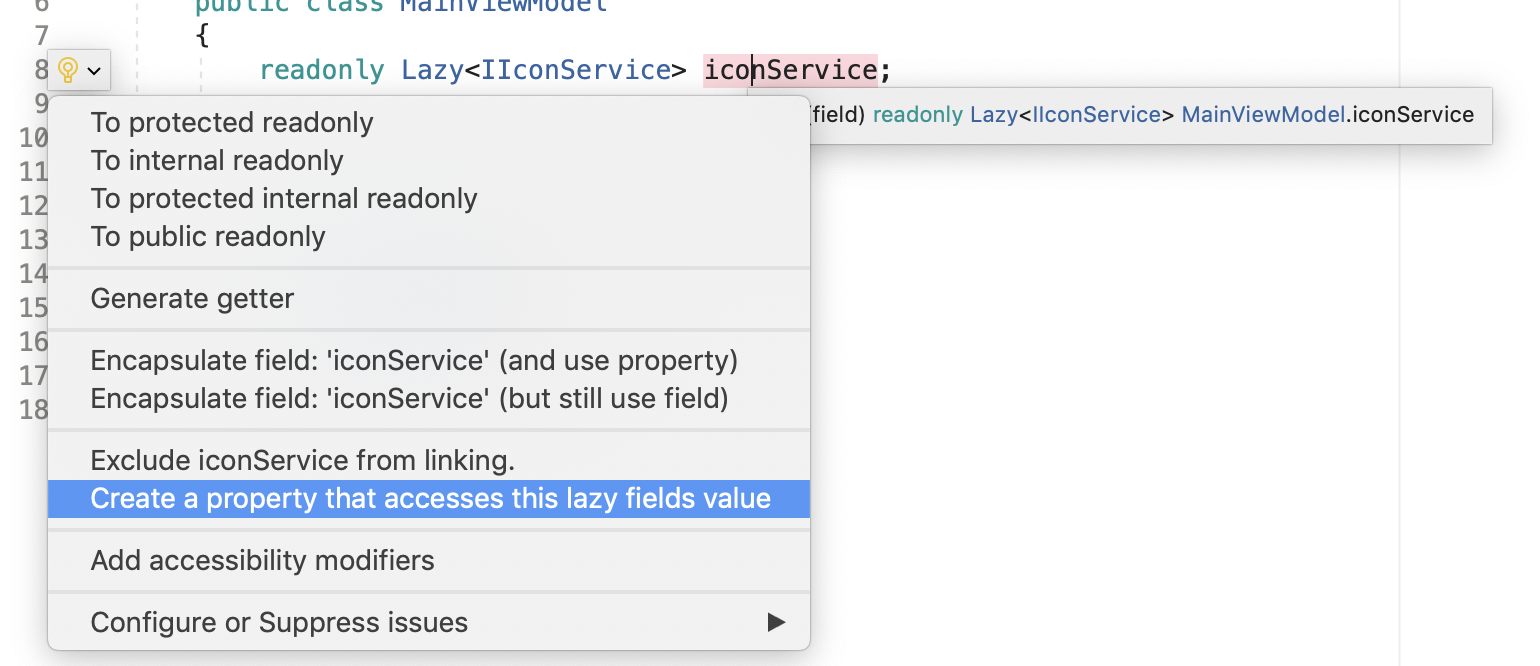 6 public class MainViewModel
7 {
8 readonly Lazy<IIconService> iconService;
9
(field) readonly Lazy<IIconService> MainViewModel.iconService
To protected readonly
10
To internal readonly
11
To protected internal readonly
12
To public readonly
13
14
Generate getter
15
16
Encapsulate field: 'iconService' (and use property)
17
Encapsulate field: 'iconService' (but still use field)
18
Exclude iconService from linking.
Create a property that accesses this lazy fields value
Add accessibility modifiers
Configure or Suppress issues